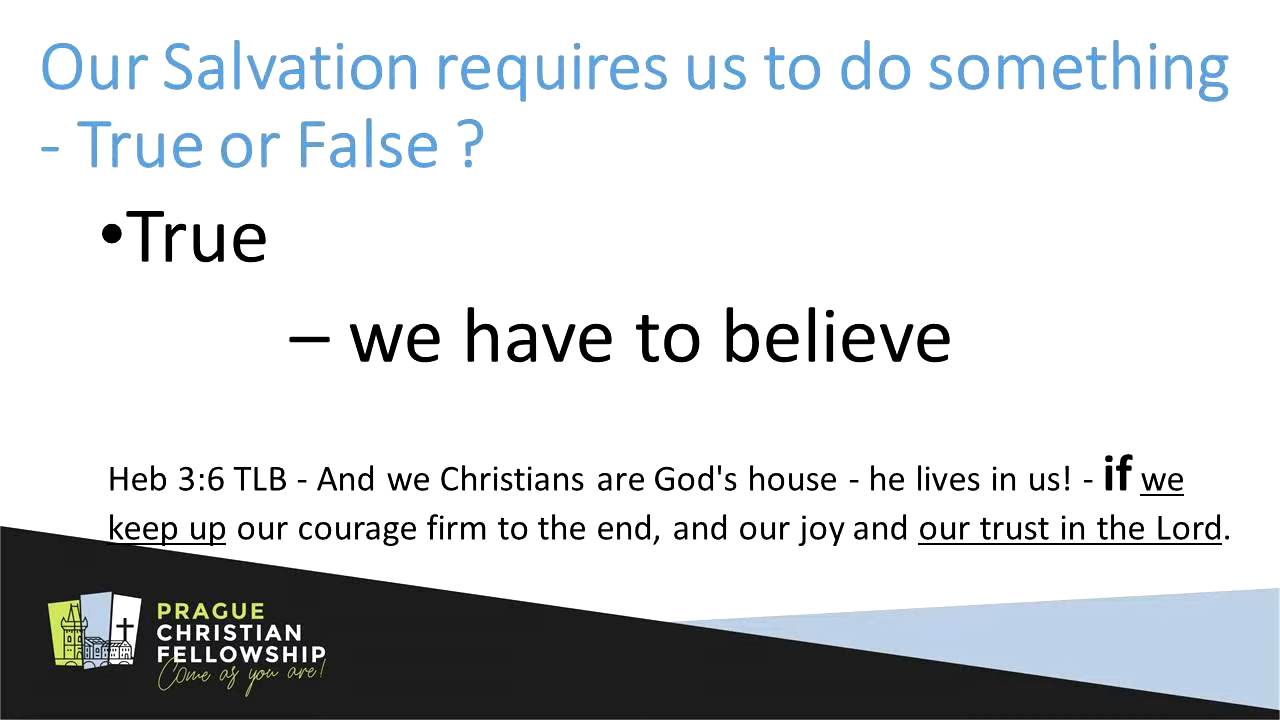 Our Salvation requires us to do something
- True or False ?
•True
– we have to believe
Heb 3:6 TLB - And we Christians are God's house - he lives in us! - if we
keep up our courage firm to the end, and our joy and our trust in the Lord.
PRAGUE
CHRISTIAN
FELLOWSHIP
Come as you are!